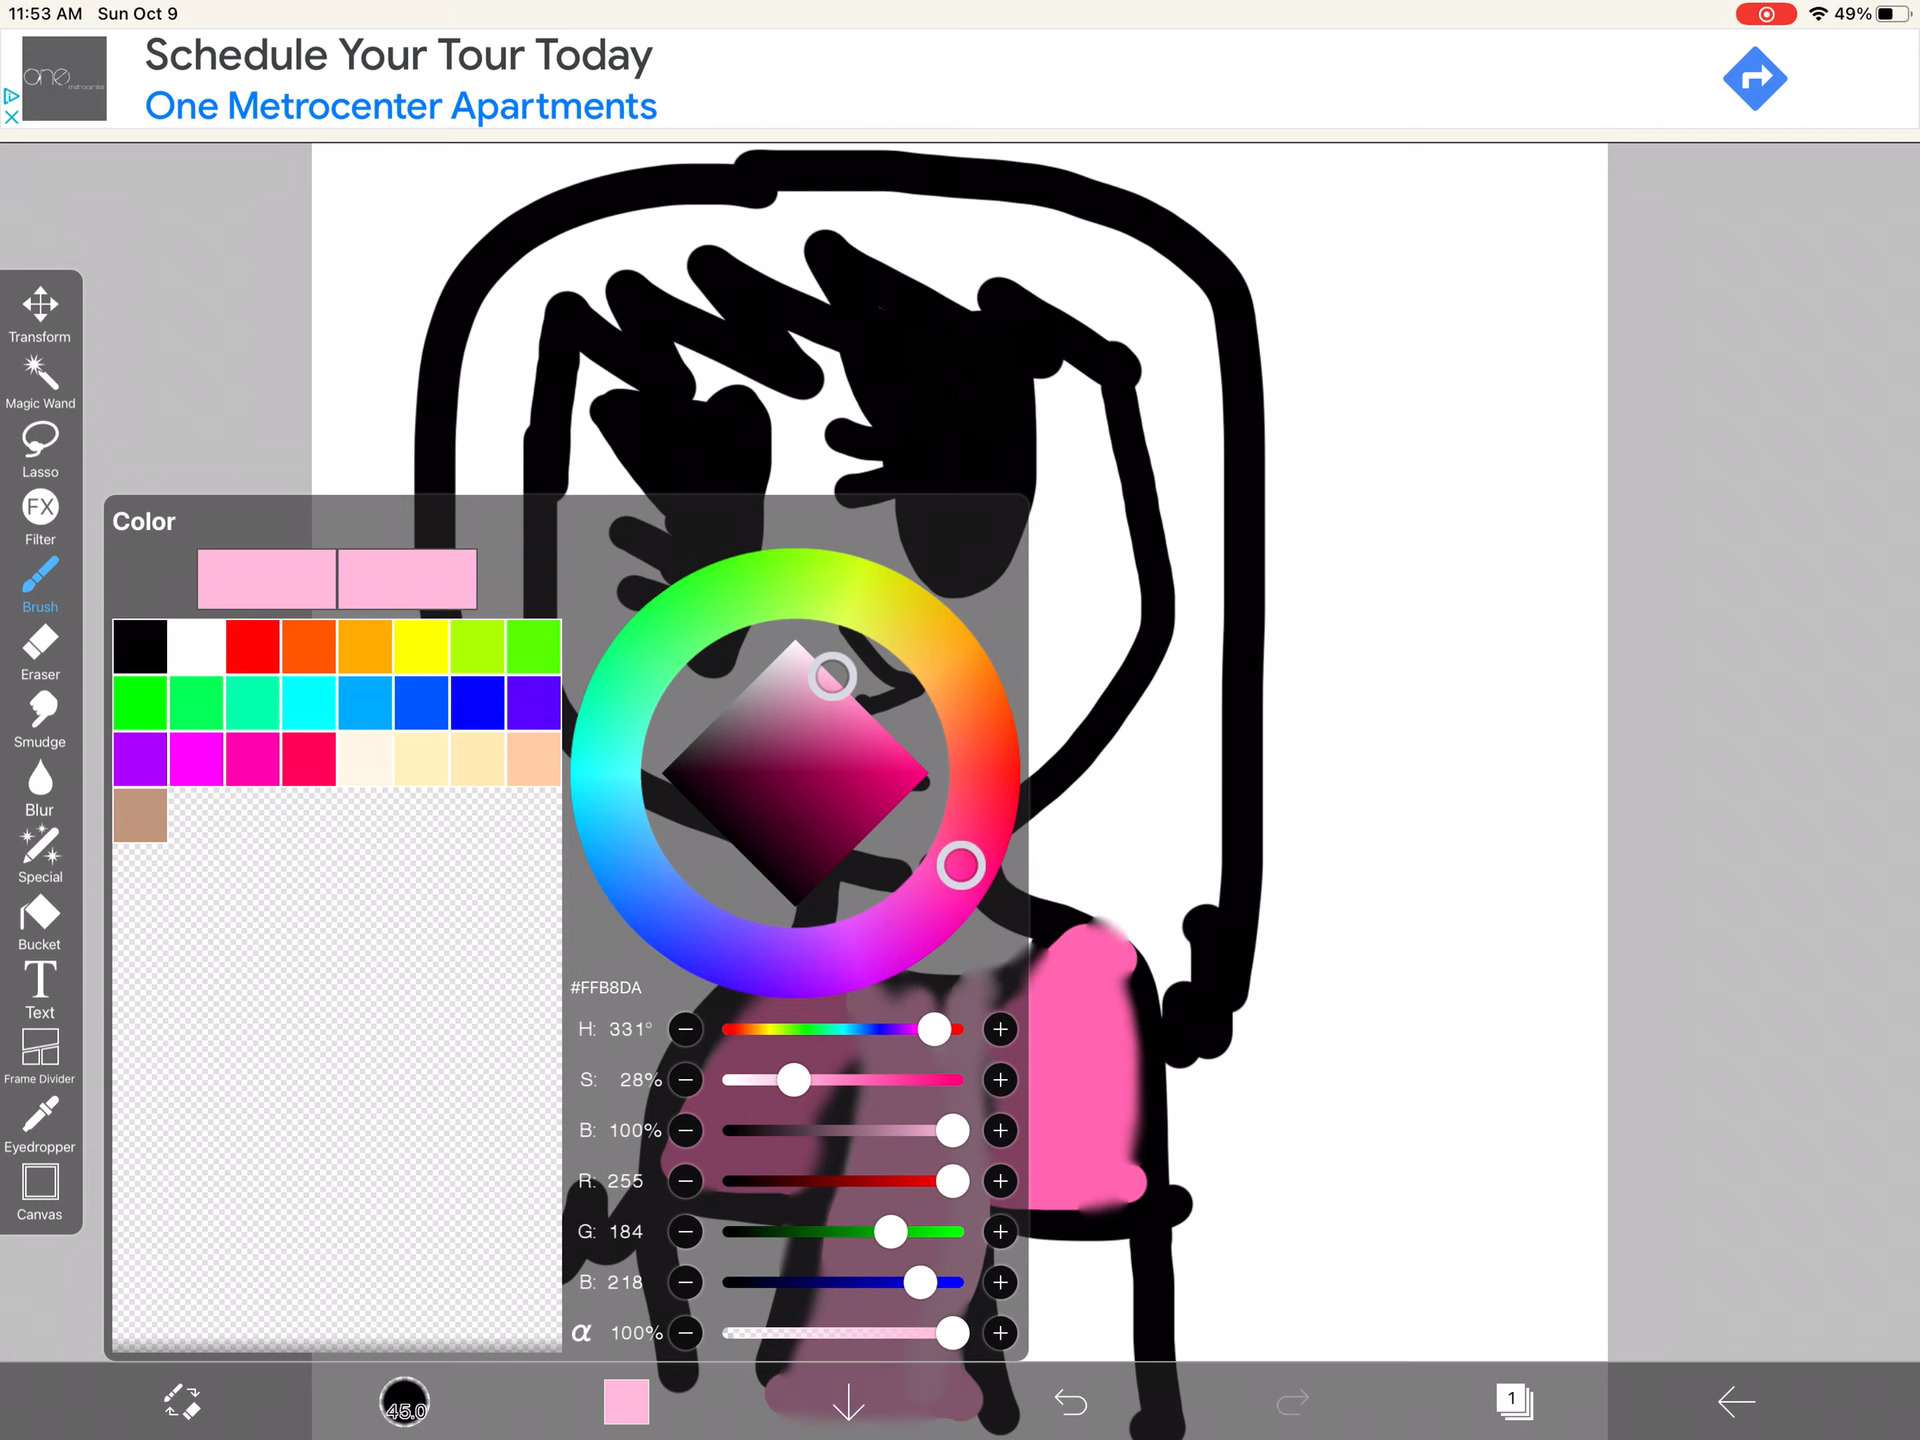 11:53 AM Sun Oct 9
49%
one
Schedule Your Tour Today
One Metrocenter Apartments
Transform
Magic Wand
Lasso
FX
Filter
Brush
Eraser
Smudge
Blur
Special
Bucket
T
Text
Frame Divider
Eyedropper
Canvas
Color
#FFB8DA
H: 331°
S: 28%
B: 100%
R: 255
G: 184
B: 218
α 100%
45.0
1